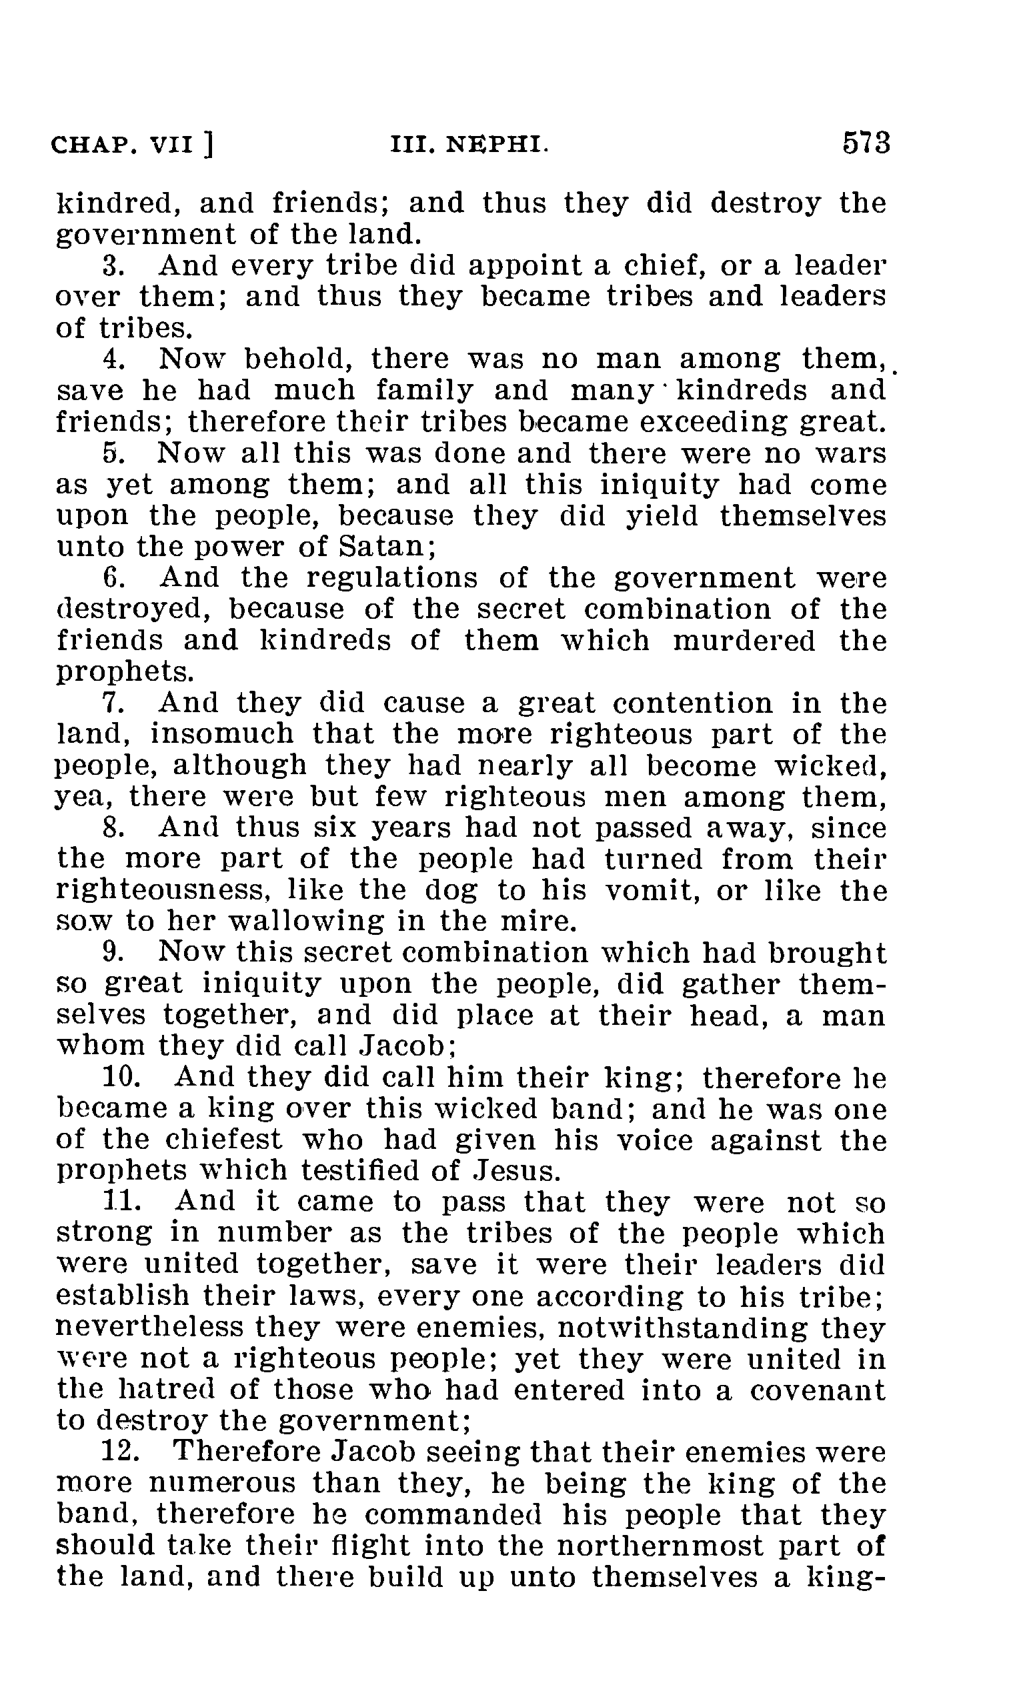 CHAP. VII ] III. NEPHI. 573
kindred, and friends; and thus they did destroy the
government of the land.
3. And every tribe did appoint a chief, or a leader
over them; and thus they became tribes and leaders
of tribes.
4. Now behold, there was no man among them,
save he had much family and many kindreds and
friends; therefore their tribes became exceeding great.
5. Now all this was done and there were no wars
as yet among them; and all this iniquity had come
upon the people, because they did yield themselves
unto the power of Satan;
6. And the regulations of the government were
destroyed, because of the secret combination of the
friends and kindreds of them which murdered the
prophets.
7. And they did cause a great contention in the
land, insomuch that the more righteous part of the
people, although they had nearly all become wicked,
yea, there were but few righteous men among them,
8. And thus six years had not passed away, since
the more part of the people had turned from their
righteousness, like the dog to his vomit, or like the
sow to her wallowing in the mire.
9. Now this secret combination which had brought
so great iniquity upon the people, did gather them-
selves together, and did place at their head, a man
whom they did call Jacob;
10. And they did call him their king; therefore he
became a king over this wicked band; and he was one
of the chiefest who had given his voice against the
prophets which testified of Jesus.
11. And it came to pass that they were not so
strong in number as the tribes of the people which
were united together, save it were their leaders did
establish their laws, every one according to his tribe;
nevertheless they were enemies, notwithstanding they
were not a righteous people; yet they were united in
the hatred of those who had entered into a covenant
to destroy the government;
12. Therefore Jacob seeing that their enemies were
more numerous than they, he being the king of the
band, therefore he commanded his people that they
should take their flight into the northernmost part of
the land, and there build up unto themselves a king-